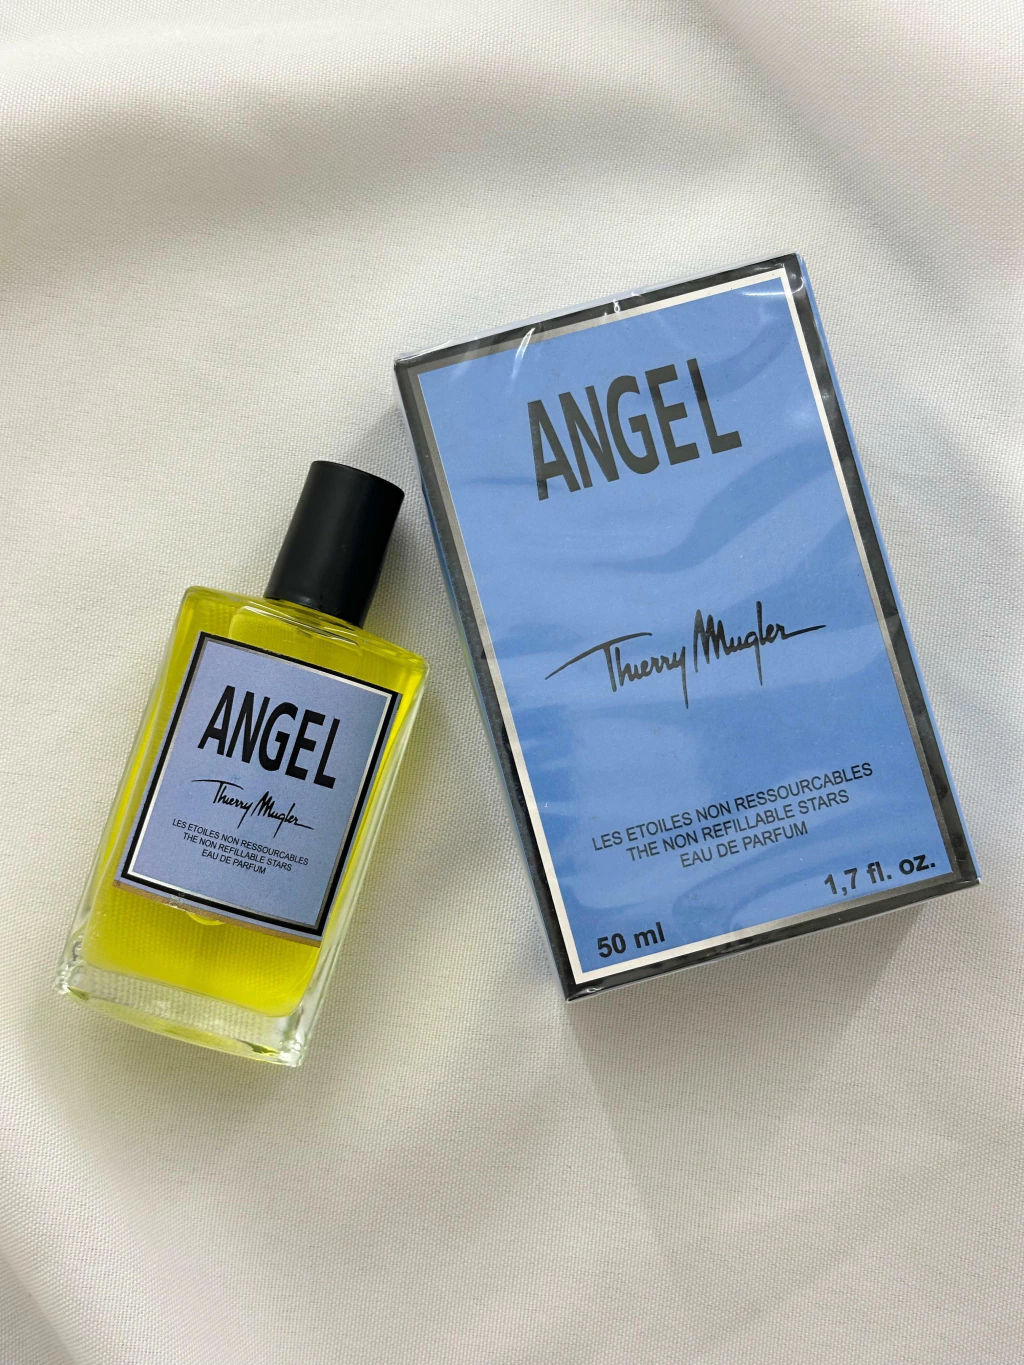 ANGEL
Thierry Mugler
LES ETOILES NON RESSOURCABLES
THE NON REFILLABLE STARS
EAU DE PARFUM
ANGEL
Thierry Mugler
LES ETOILES NON RESSOURCABLES
THE NON REFILLABLE STARS
EAU DE PARFUM
50 ml 1,7 fl. oz.